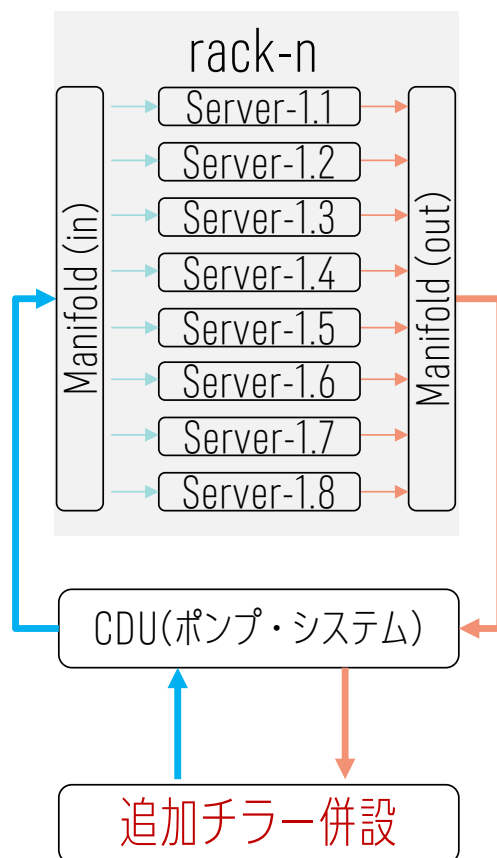 rack-n
Manifold (in)
Server-1.1
Server-1.2
Server-1.3
Server-1.4
Server-1.5
Server-1.6
Server-1.7
Server-1.8
Manifold (out)
CDU(ポンプ・システム)
追加チラー併設